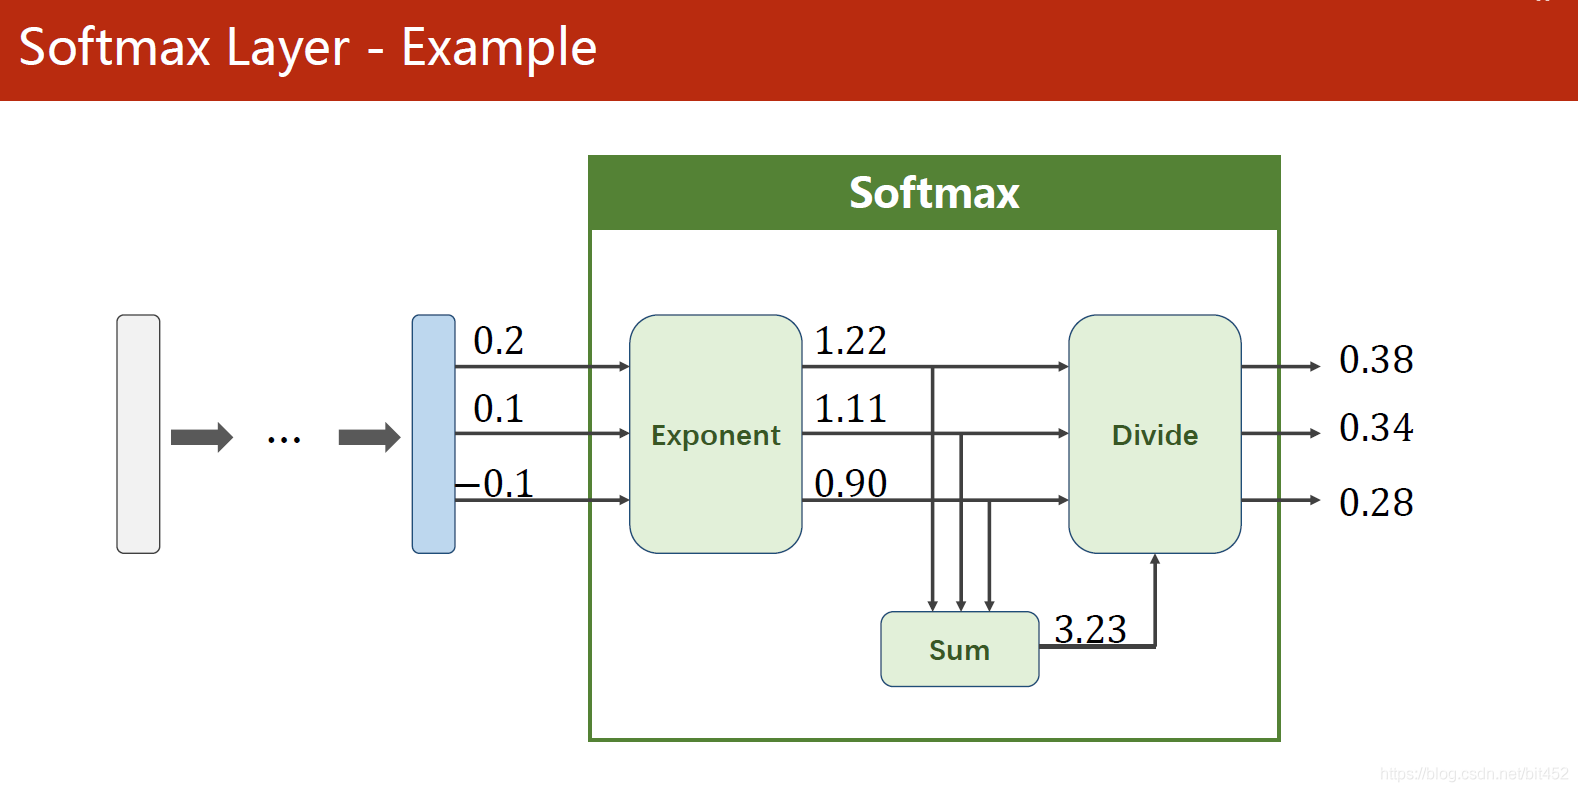 Softmax Layer - Example
Softmax
0.2
1.22
0.38
0.1
1.11
0.34
Exponent
Divide
−0.1
0.90
0.28
...
3.23
Sum
https://blog.csdn.net/bit452